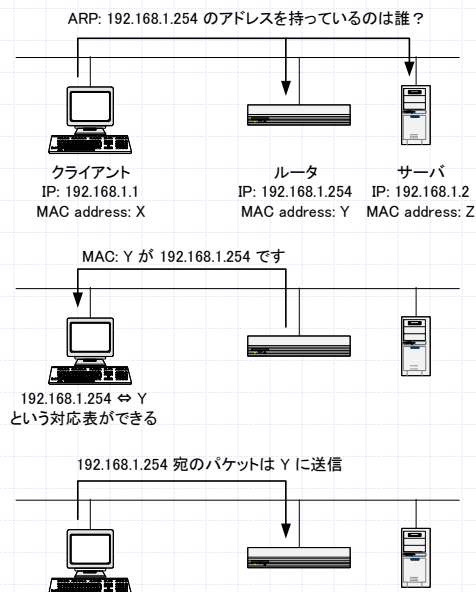 ARP: 192.168.1.254 のアドレスを持っているのは誰？
クライアント
IP: 192.168.1.1
MAC address: X
ルータ
IP: 192.168.1.254
MAC address: Y
サーバ
IP: 192.168.1.2
MAC address: Z
MAC: Y が 192.168.1.254 です
192.168.1.254 ⇔ Y
という対応表ができる
192.168.1.254 宛のパケットは Y に送信